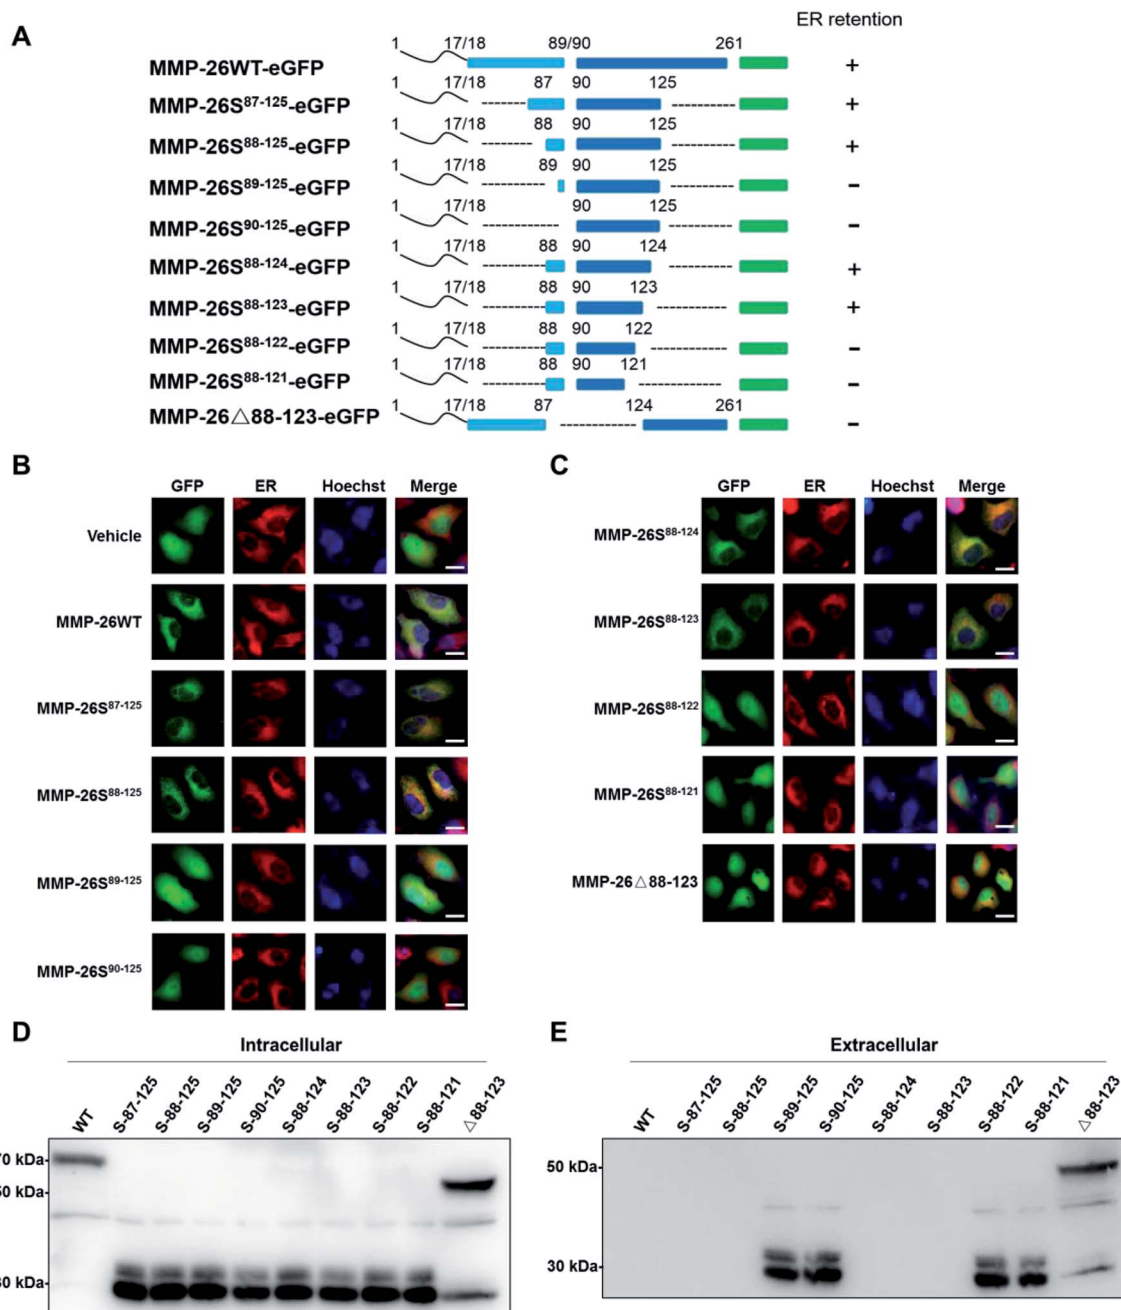 A
ER retention
1 17/18 89/90 261
MMP-26WT-eGFP +
1 17/18 87 90 125
MMP-26S87-125-eGFP +
1 17/18 88 90 125
MMP-26S88-125-eGFP +
1 17/18 89 90 125
MMP-26S89-125-eGFP –
1 17/18 90 125
MMP-26S90-125-eGFP –
1 17/18 88 90 124
MMP-26S88-124-eGFP +
1 17/18 88 90 123
MMP-26S88-123-eGFP +
1 17/18 88 90 122
MMP-26S88-122-eGFP –
1 17/18 88 90 121
MMP-26S88-121-eGFP –
1 17/18 87 124 261
MMP-26△88-123-eGFP –
B
GFP ER Hoechst Merge
Vehicle
MMP-26WT
MMP-26S87-125
MMP-26S88-125
MMP-26S89-125
MMP-26S90-125
C
GFP ER Hoechst Merge
MMP-26S88-124
MMP-26S88-123
MMP-26S88-122
MMP-26S88-121
MMP-26△88-123
D
Intracellular
WT S-87-125 S-88-125 S-89-125 S-90-125 S-88-124 S-88-123 S-88-122 S-88-121 △88-123
70 kDa-
50 kDa-
30 kDa-
E
Extracellular
WT S-87-125 S-88-125 S-89-125 S-90-125 S-88-124 S-88-123 S-88-122 S-88-121 △88-123
50 kDa-
30 kDa-